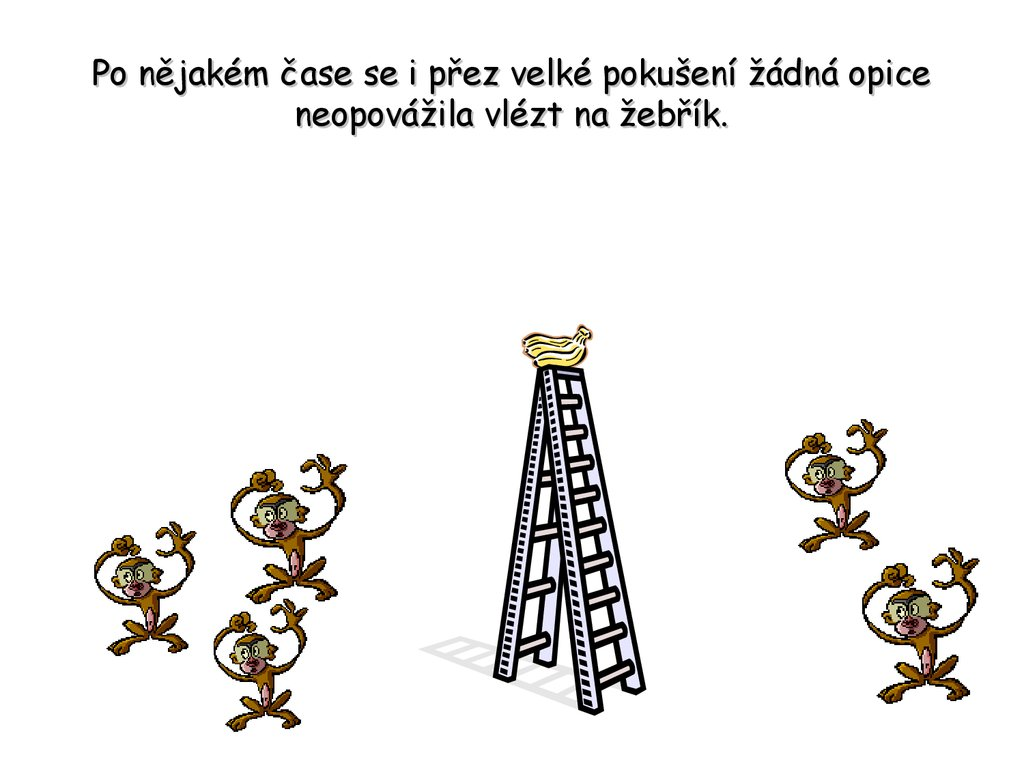 Po nějakém čase se i přez velké pokušení žádná opice
neopovážila vlézt na žebřík.